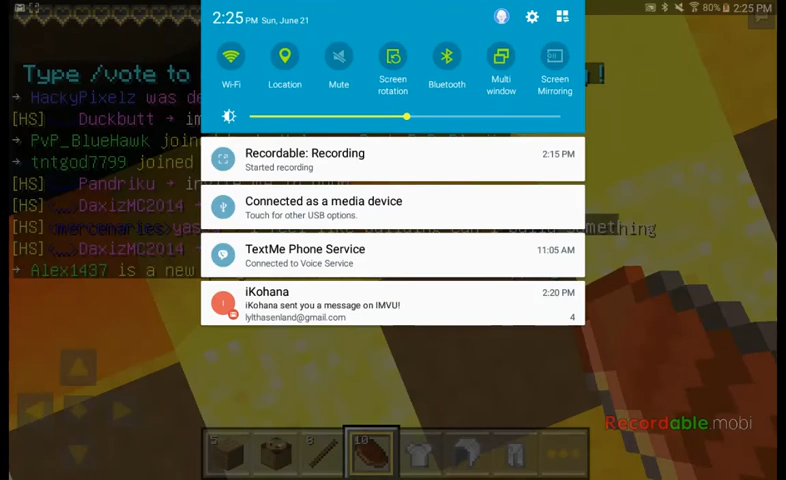 2:25 PM Sun, June 21
80% 2:25 PM
Wi-Fi
Location
Mute
Screen rotation
Bluetooth
Multi window
Screen Mirroring
Recordable: Recording
2:15 PM
Started recording
Connected as a media device
Touch for other USB options.
TextMe Phone Service
11:05 AM
Connected to Voice Service
I
iKohana
2:20 PM
iKohana sent you a message on IMVU!
lylthasenland@gmail.com
4
Type /vote to
!
→ HackyPixelz was
[HS] Duckbutt →
→ PvP_BlueHawk
→ tntgod7799 joined
[HS] Pandriku →
[HS] DaxizMC2014 →
[HS] <mercenaries>
something
[HS] DaxizMC2014 →
→ Alex1437 is a new
5
8
10
Recordable.mobi